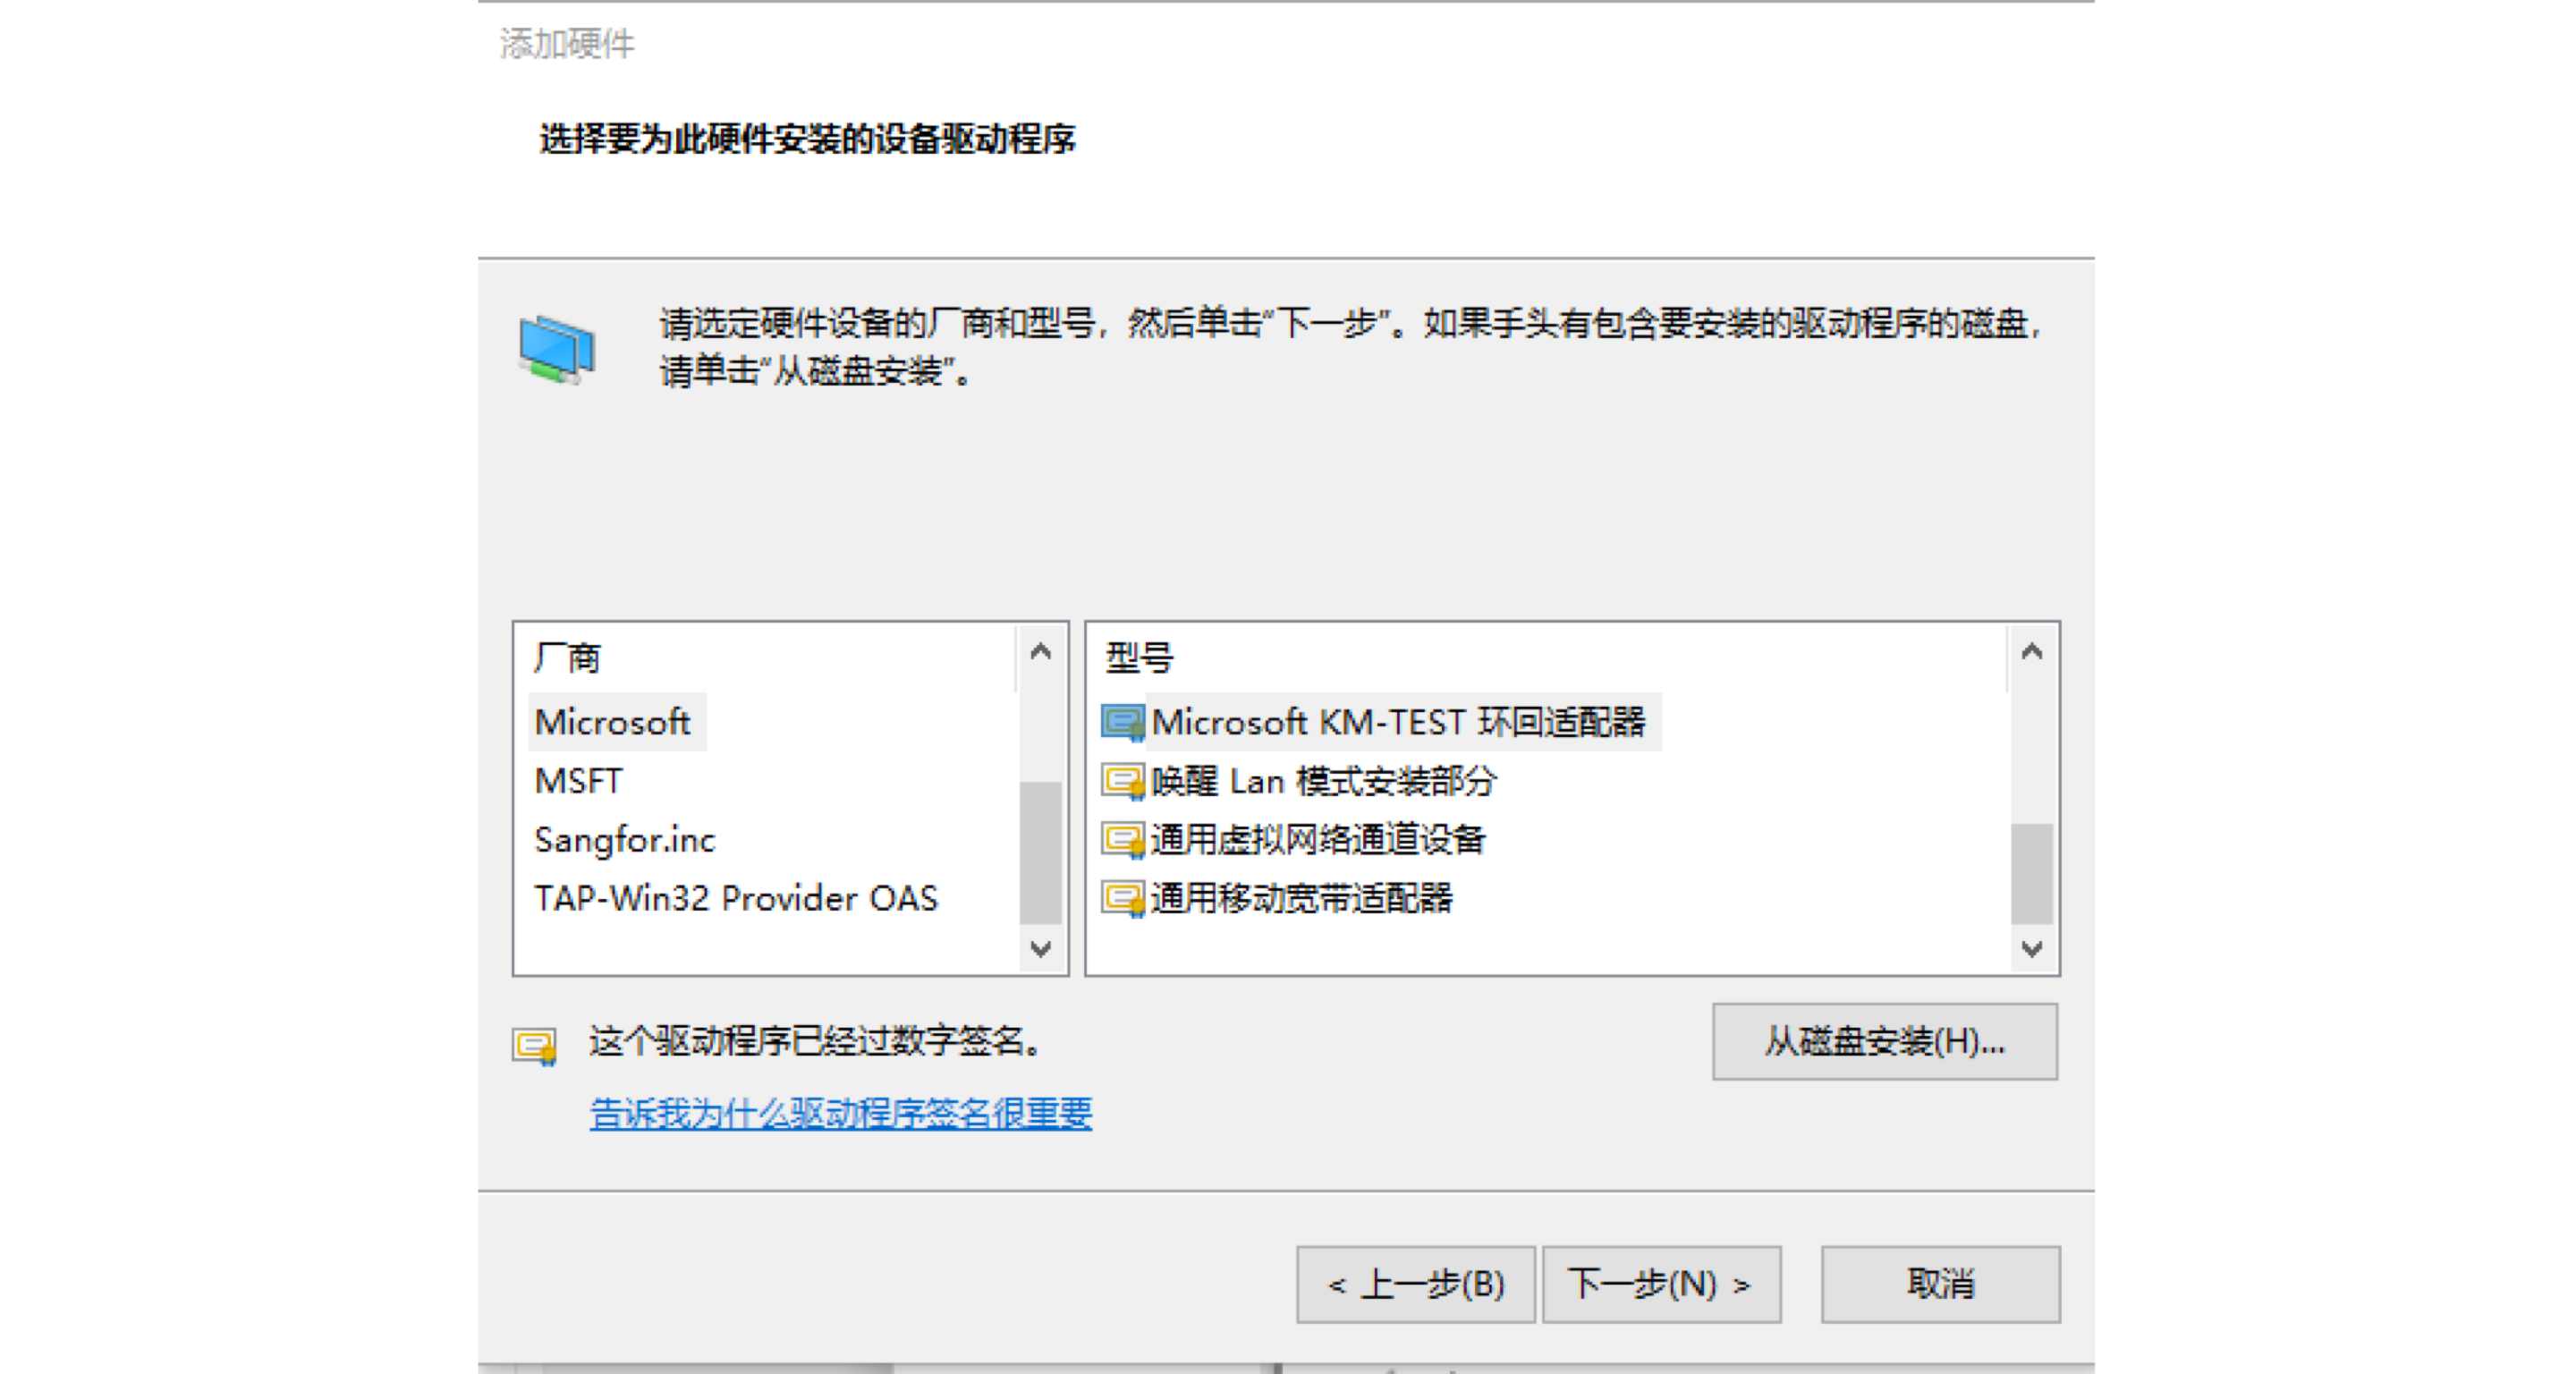 添加硬件
选择要为此硬件安装的设备驱动程序
请选定硬件设备的厂商和型号，然后单击“下一步”。如果手头有包含要安装的驱动程序的磁盘，
请单击“从磁盘安装”。
厂商
Microsoft
MSFT
Sangfor.inc
TAP-Win32 Provider OAS
型号
Microsoft KM-TEST 环回适配器
唤醒 Lan 模式安装部分
通用虚拟网络通道设备
通用移动宽带适配器
这个驱动程序已经过数字签名。
从磁盘安装(H)...
告诉我为什么驱动程序签名很重要
< 上一步(B)
下一步(N) >
取消